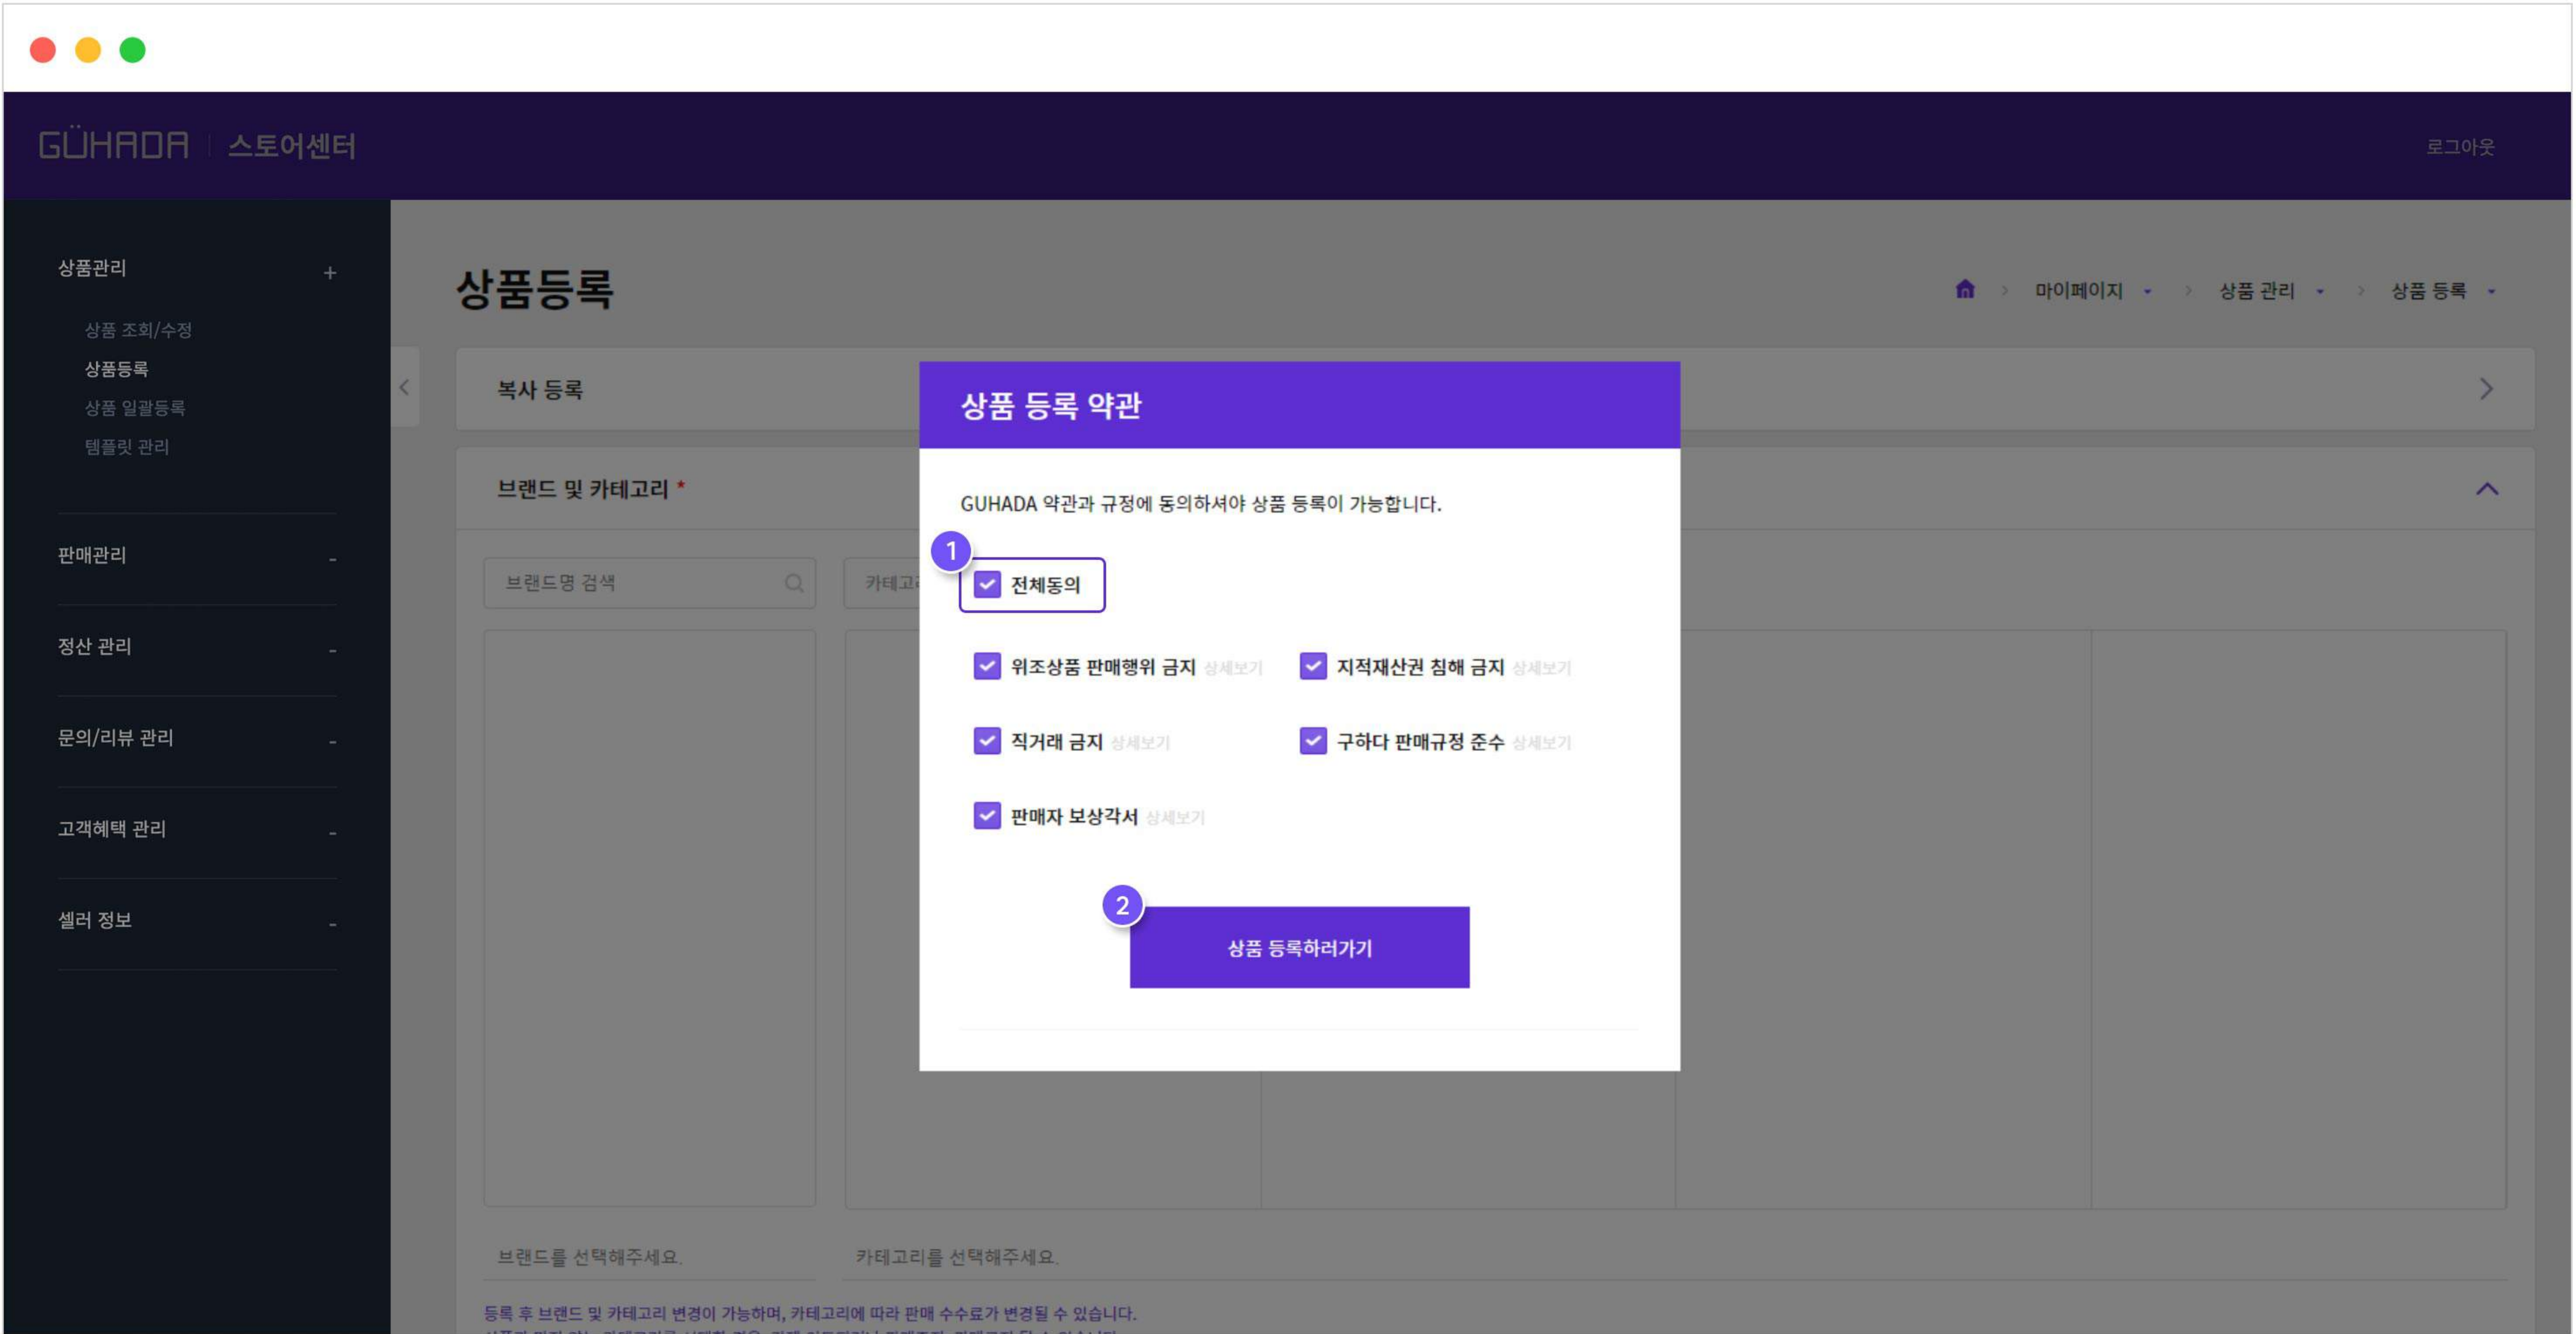 GÜHADA | 스토어센터
로그아웃
상품관리 +
상품 조회/수정
상품등록
상품 일괄등록
템플릿 관리
판매관리 -
정산 관리 -
문의/리뷰 관리 -
고객혜택 관리 -
셀러 정보 -
상품등록
> 마이페이지 > 상품 관리 > 상품 등록
복사 등록
브랜드 및 카테고리 *
브랜드명 검색
상품 등록 약관
GUHADA 약관과 규정에 동의하셔야 상품 등록이 가능합니다.
1
전체동의
위조상품 판매행위 금지 상세보기
지적재산권 침해 금지 상세보기
직거래 금지 상세보기
구하다 판매규정 준수 상세보기
판매자 보상각서 상세보기
2
상품 등록하러가기
브랜드를 선택해주세요.
카테고리를 선택해주세요.
등록 후 브랜드 및 카테고리 변경이 가능하며, 카테고리에 따라 판매 수수료가 변경될 수 있습니다.